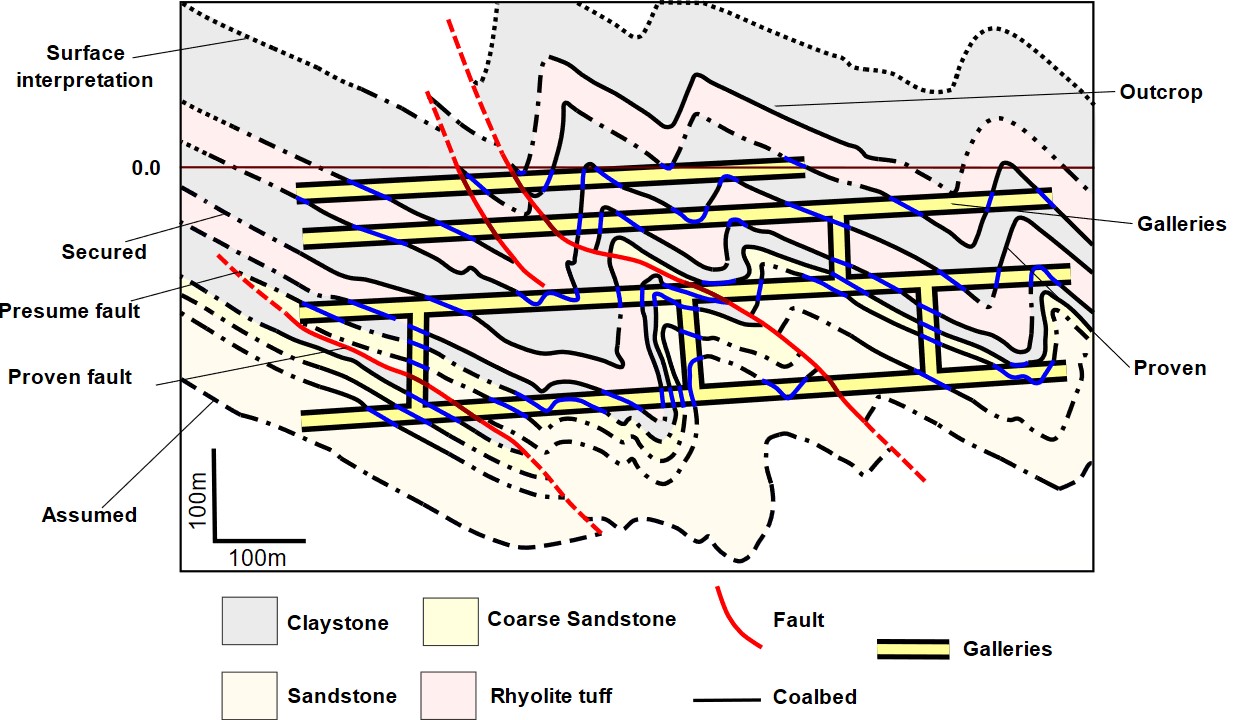 Surface
interpretation
Outcrop
0.0
Galleries
Secured
Presume fault
Proven
Proven fault
Assumed
100m
100m
Claystone
Coarse Sandstone
Fault
Galleries
Sandstone
Rhyolite tuff
Coalbed